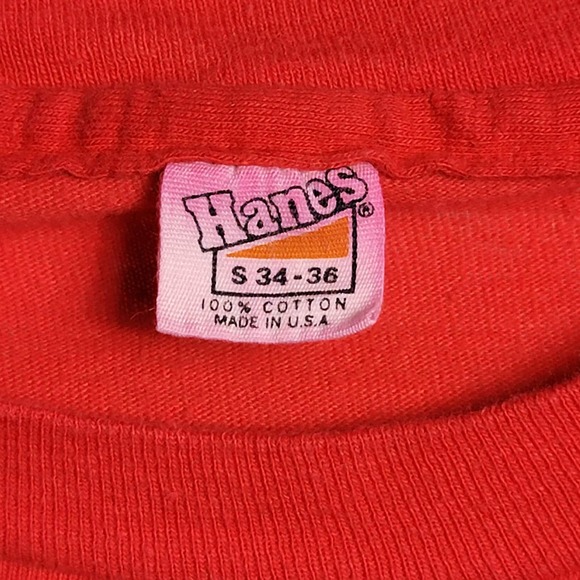 Hanes®
S 34-36
100% COTTON
MADE IN U.S.A